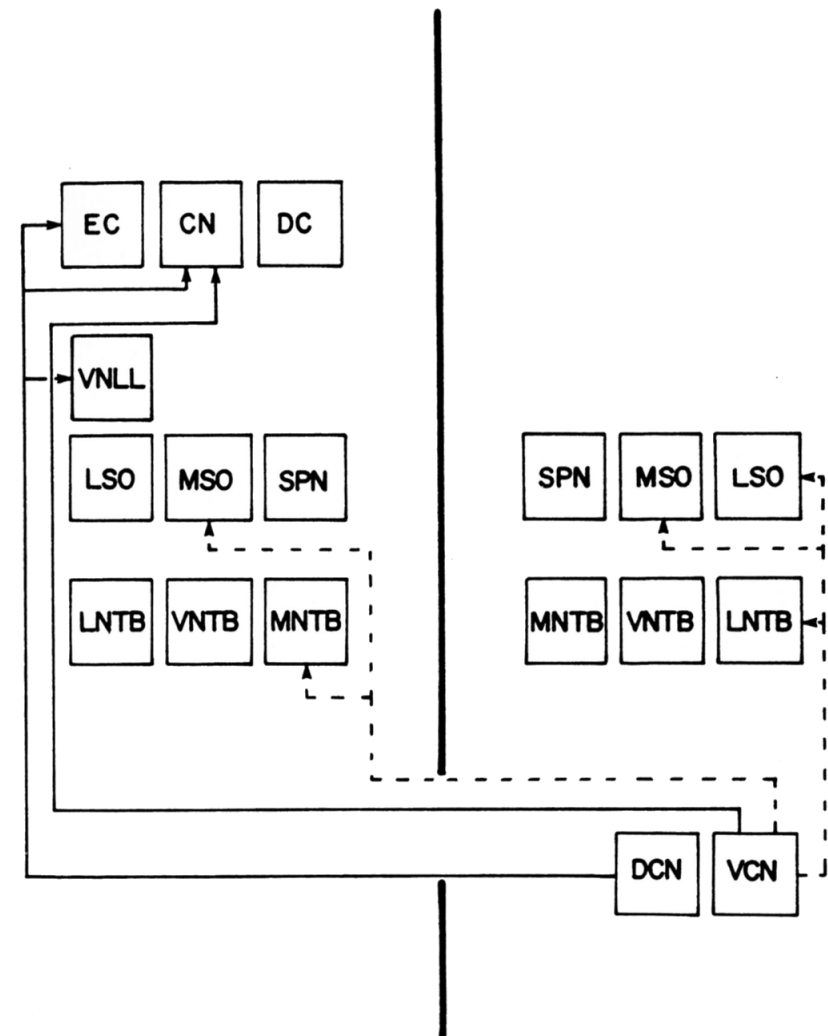 EC CN DC
VNLL
LSO MSO SPN SPN MSO LSO
LNTB VNTB MNTB MNTB VNTB LNTB
DCN VCN